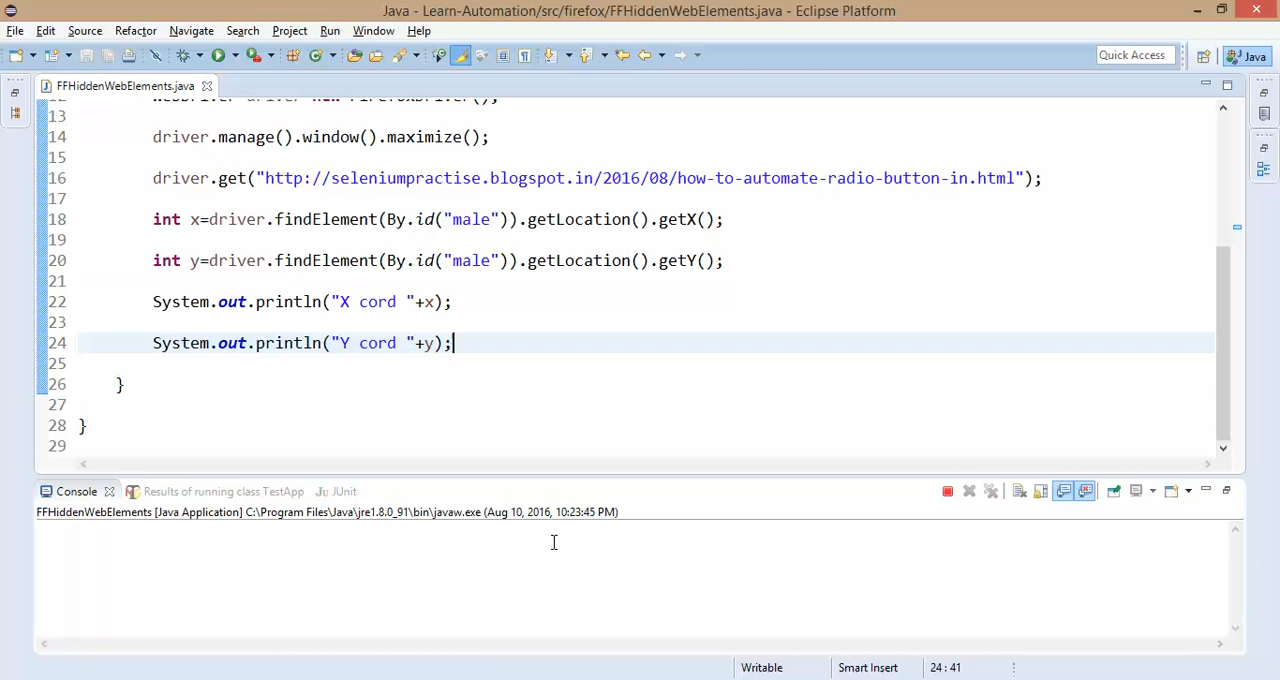 Java - Learn-Automation/src/firefox/FFHiddenWebElements.java - Eclipse Platform
File Edit Source Refactor Navigate Search Project Run Window Help
Quick Access Java
FFHiddenWebElements.java
12 WebDriver driver new FirefoxDriver();
13
14 driver.manage().window().maximize();
15
16 driver.get("http://seleniumpractise.blogspot.in/2016/08/how-to-automate-radio-button-in.html");
17
18 int x=driver.findElement(By.id("male")).getLocation().getX();
19
20 int y=driver.findElement(By.id("male")).getLocation().getY();
21
22 System.out.println("X cord "+x);
23
24 System.out.println("Y cord "+y);
25
26 }
27
28 }
29
Console Results of running class TestApp JUnit
FFHiddenWebElements [Java Application] C:\Program Files\Java\jre1.8.0_91\bin\javaw.exe (Aug 10, 2016, 10:23:45 PM)
Writable Smart Insert 24 : 41